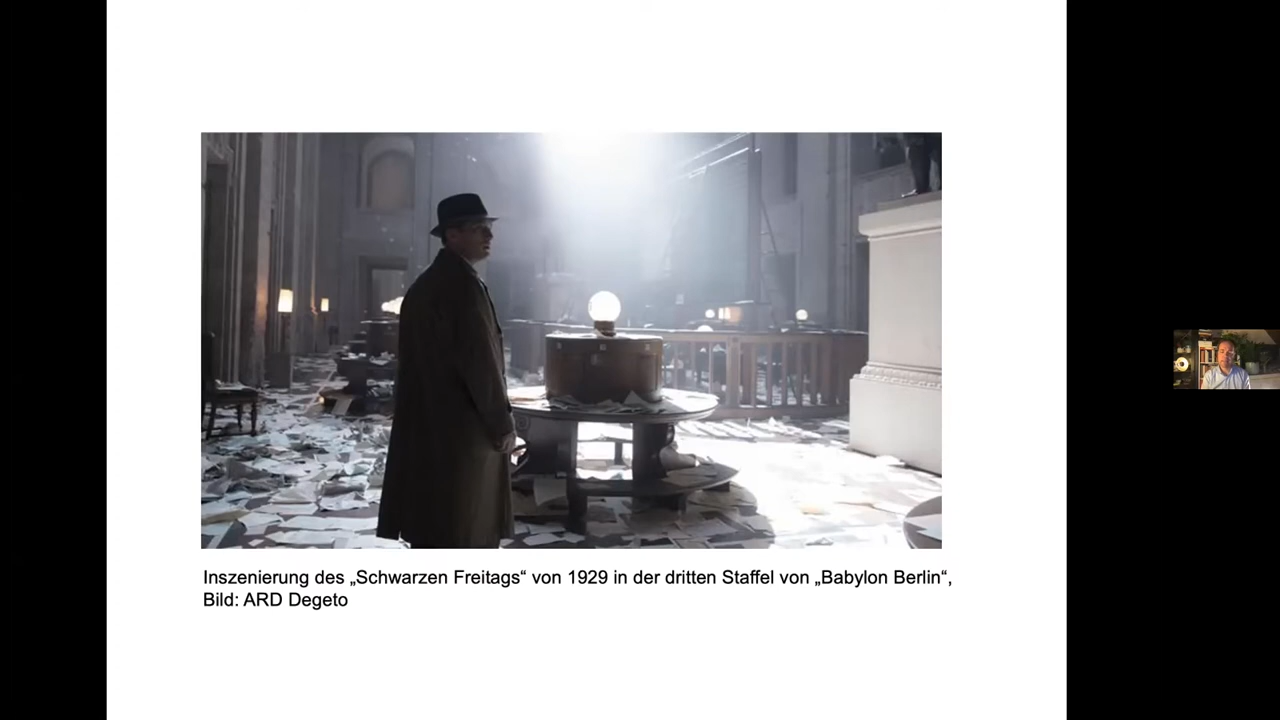 Inszenierung des „Schwarzen Freitags“ von 1929 in der dritten Staffel von „Babylon Berlin“,
Bild: ARD Degeto